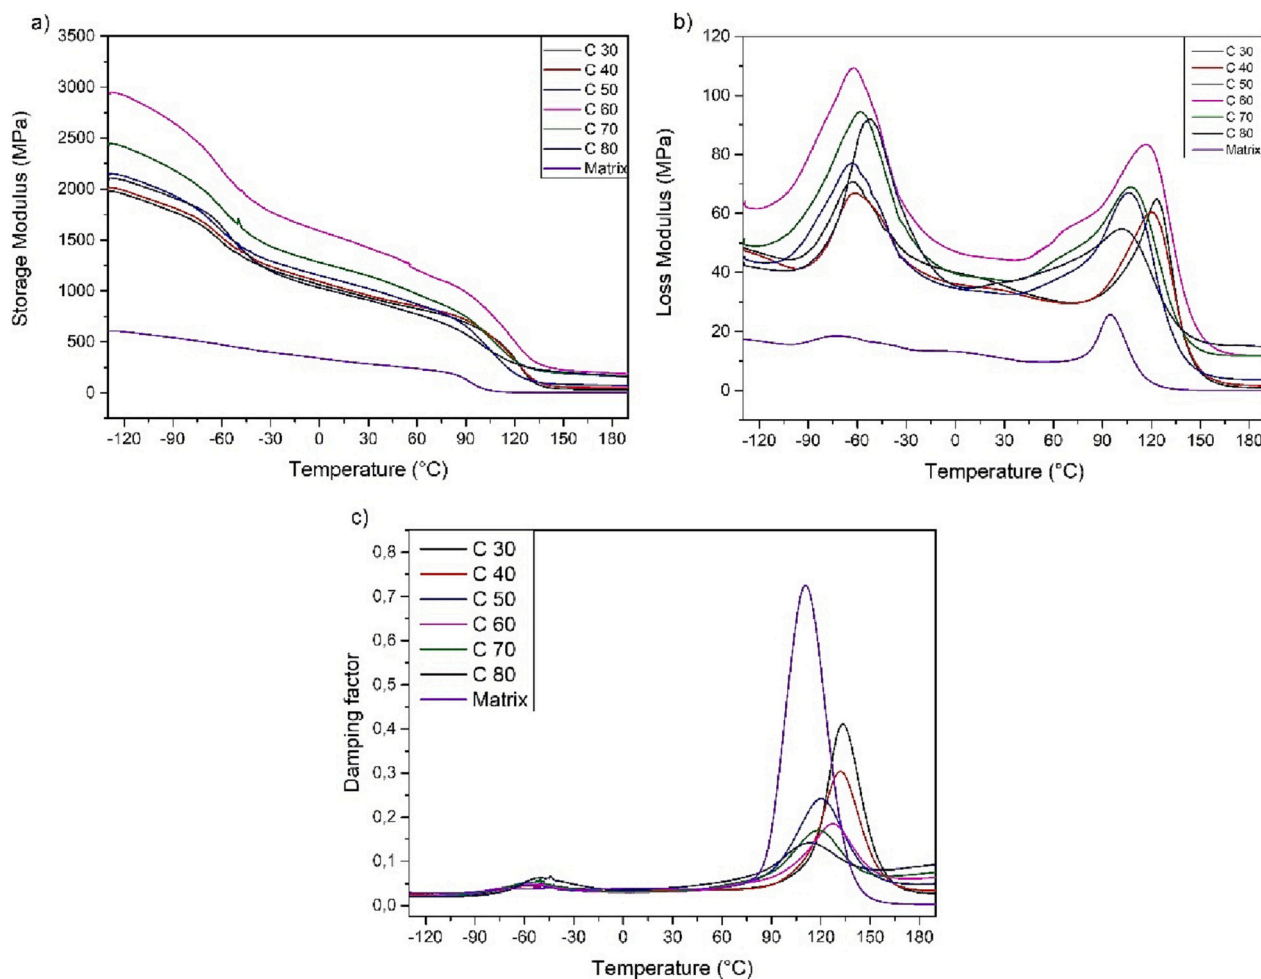 a)
3500
3000
2500
2000
1500
1000
500
0
Storage Modulus (MPa)
C 30
C 40
C 50
C 60
C 70
C 80
Matrix
-120 -90 -60 -30 0 30 60 90 120 150 180
Temperature (°C)
b)
120
100
80
60
40
20
0
Loss Modulus (MPa)
C 30
C 40
C 50
C 60
C 70
C 80
Matrix
-120 -90 -60 -30 0 30 60 90 120 150 180
Temperature (°C)
c)
0,8
0,7
0,6
0,5
0,4
0,3
0,2
0,1
0,0
Damping factor
C 30
C 40
C 50
C 60
C 70
C 80
Matrix
-120 -90 -60 -30 0 30 60 90 120 150 180
Temperature (°C)